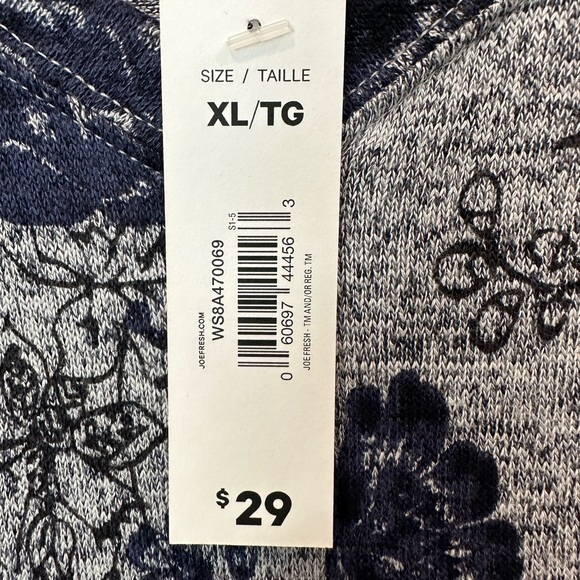 SIZE / TAILLE
XL/TG
S1-5
WS8A470069
JOEFRESH.COM
0 60697 44456 3
JOE FRESH - TM AND/OR REG. TM
$29